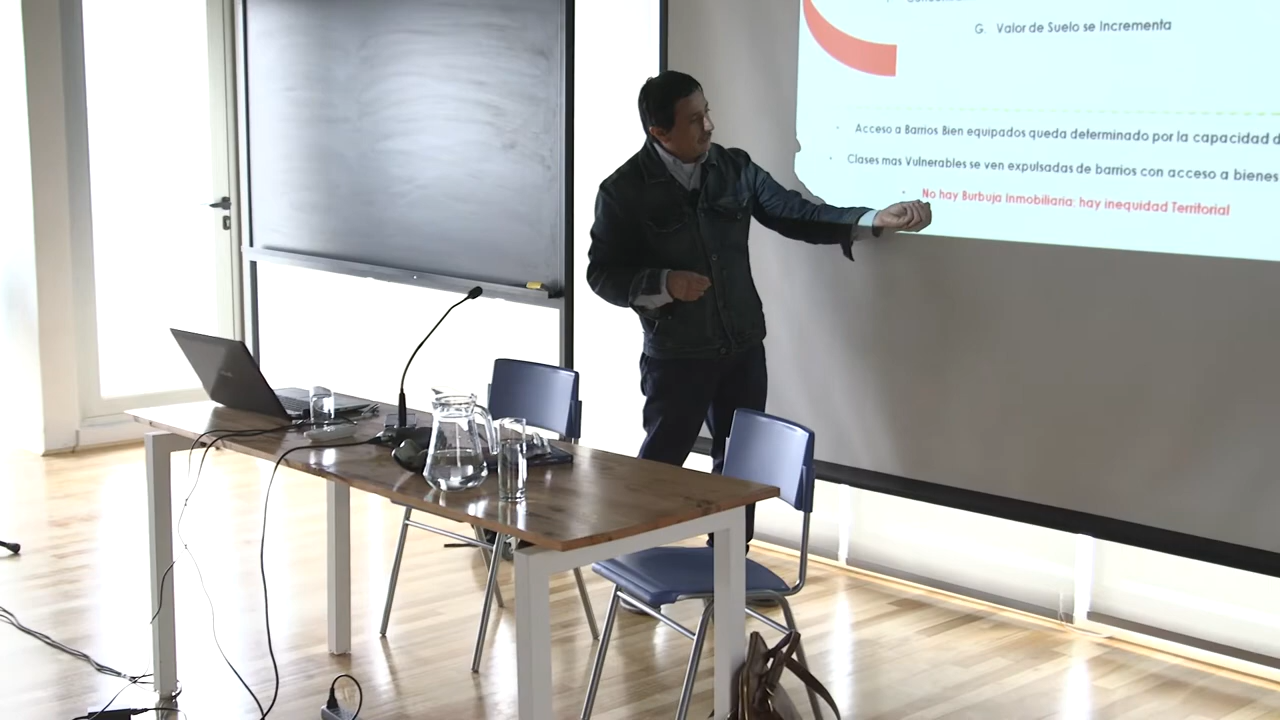 G. Valor de Suelo se Incrementa
Acceso a Barrios Bien equipados queda determinado por la capacidad
Clases mas Vulnerables se ven expulsadas de barrios con acceso a bienes
No hay Burbuja Inmobiliaria: hay inequidad Territorial